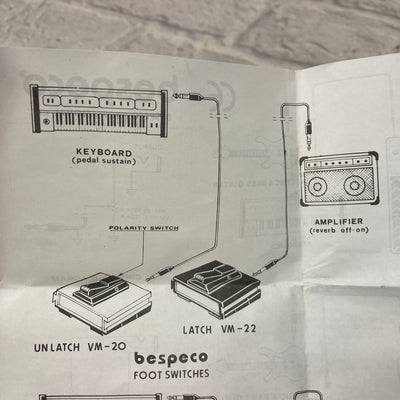 KEYBOARD
(pedal sustain)
AMPLIFIER
(reverb off-on)
POLARITY SWITCH
LATCH VM-22
UNLATCH VM-20
bespeco
FOOT SWITCHES